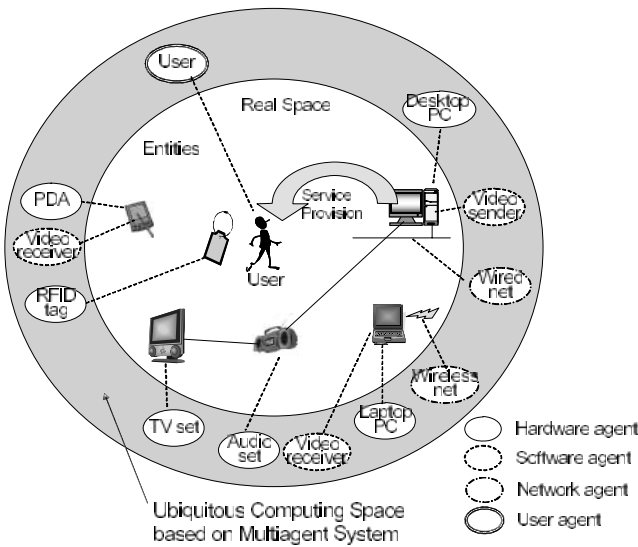 User
Real Space
Desktop
PC
Entities
PDA
Service
Provision
Video
sender
Video
receiver
User
RFID
tag
Wired
net
Wireless
net
TV set
Audio
set
Video
receiver
Laptop
PC
Hardware agent
Scftware agent
Network agent
User agent
Ubiquitous Computing Space
based on Multiagent System